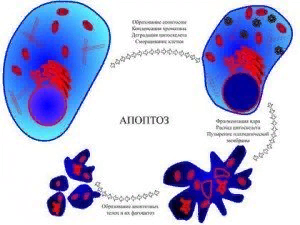 Образование апоптосом
Конденсация хроматина
Деградация цитоскелета
Сморщивание клетки
АПОПТОЗ
Фрагментация ядра
Распад цитоскелета
Пузырение плазматической
мембраны
Образование апоптозных
телец и их фагоцитоз